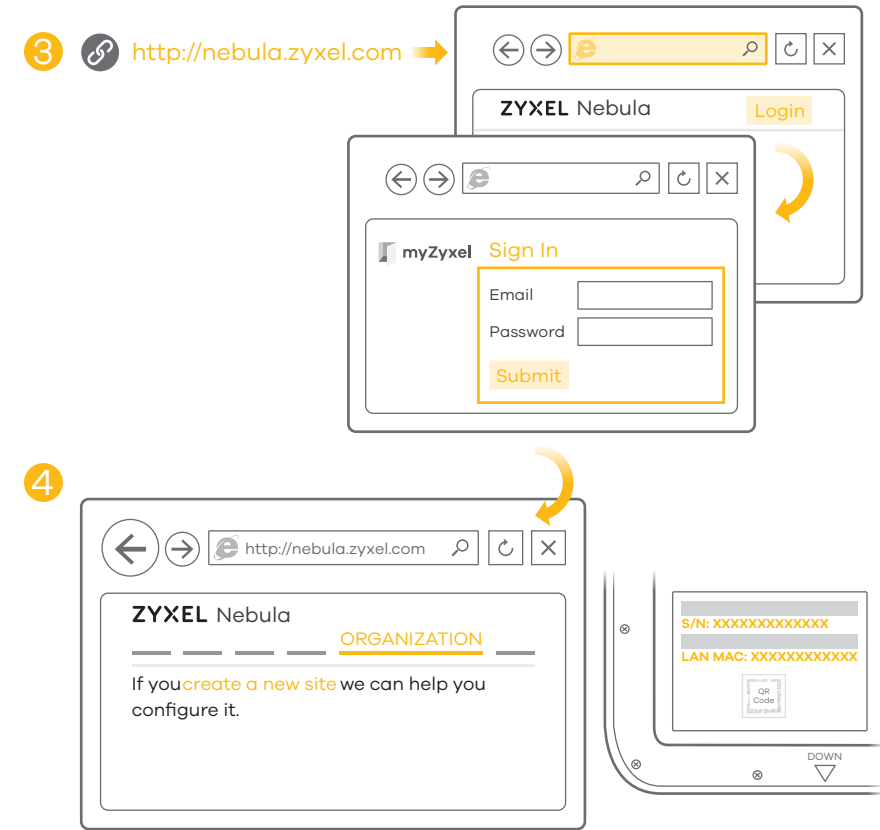 3 http://nebula.zyxel.com
ZYXEL Nebula
Login
myZyxel Sign In
Email
Password
Submit
4
http://nebula.zyxel.com
ZYXEL Nebula
ORGANIZATION
If you create a new site we can help you
configure it.
S/N: XXXXXXXXXXXXX
LAN MAC: XXXXXXXXXXXX
QR
Code
DOWN